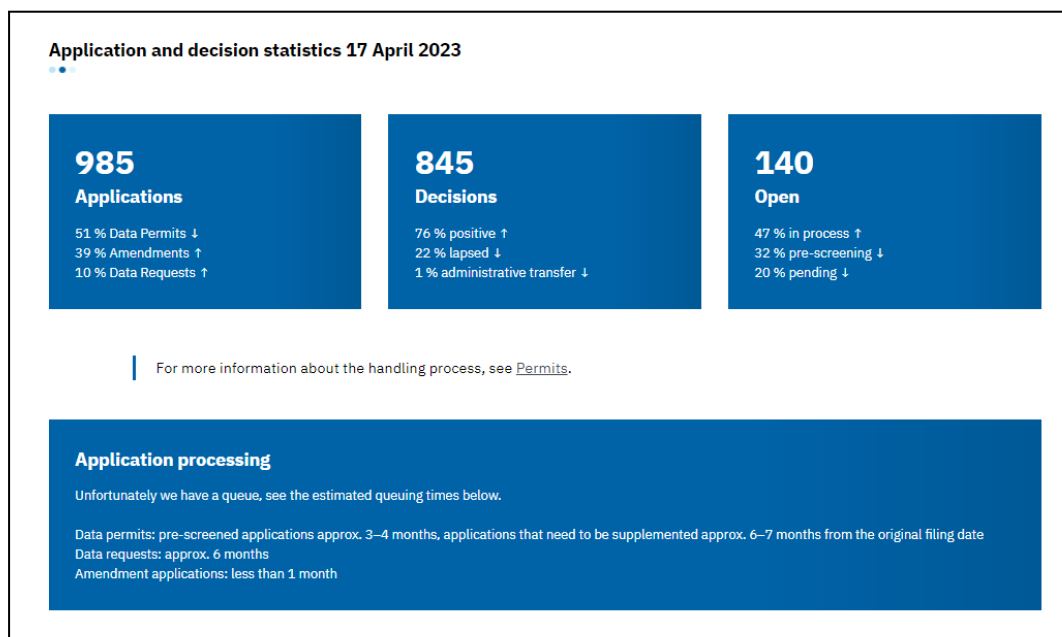 Application and decision statistics 17 April 2023
985
Applications
51 % Data Permits ↓
39 % Amendments ↑
10 % Data Requests ↑
845
Decisions
76 % positive ↑
22 % lapsed ↓
1 % administrative transfer ↓
140
Open
47 % in process ↑
32 % pre-screening ↓
20 % pending ↓
For more information about the handling process, see Permits.
Application processing
Unfortunately we have a queue, see the estimated queuing times below.
Data permits: pre-screened applications approx. 3–4 months, applications that need to be supplemented approx. 6–7 months from the original filing date
Data requests: approx. 6 months
Amendment applications: less than 1 month